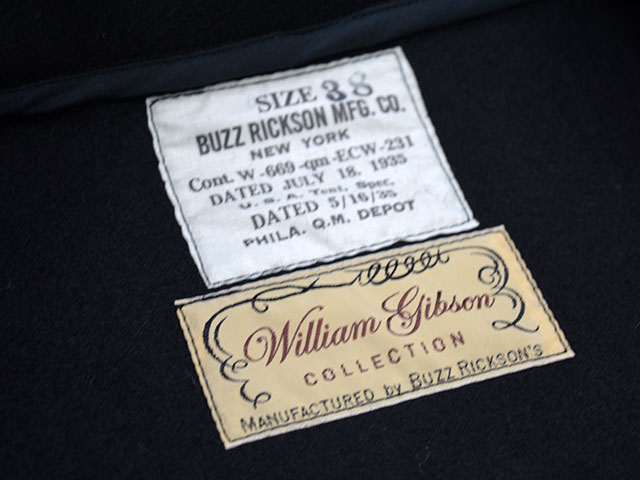 SIZE 38
BUZZ RICKSON MFG. CO.
NEW YORK
Cont. W-669-qm-ECW-231
DATED JULY 18, 1935
U. S. A. Tent. Spec.
DATED 5/16/35
PHILA. Q.M. DEPOT
William Gibson
COLLECTION
MANUFACTURED by BUZZ RICKSON'S